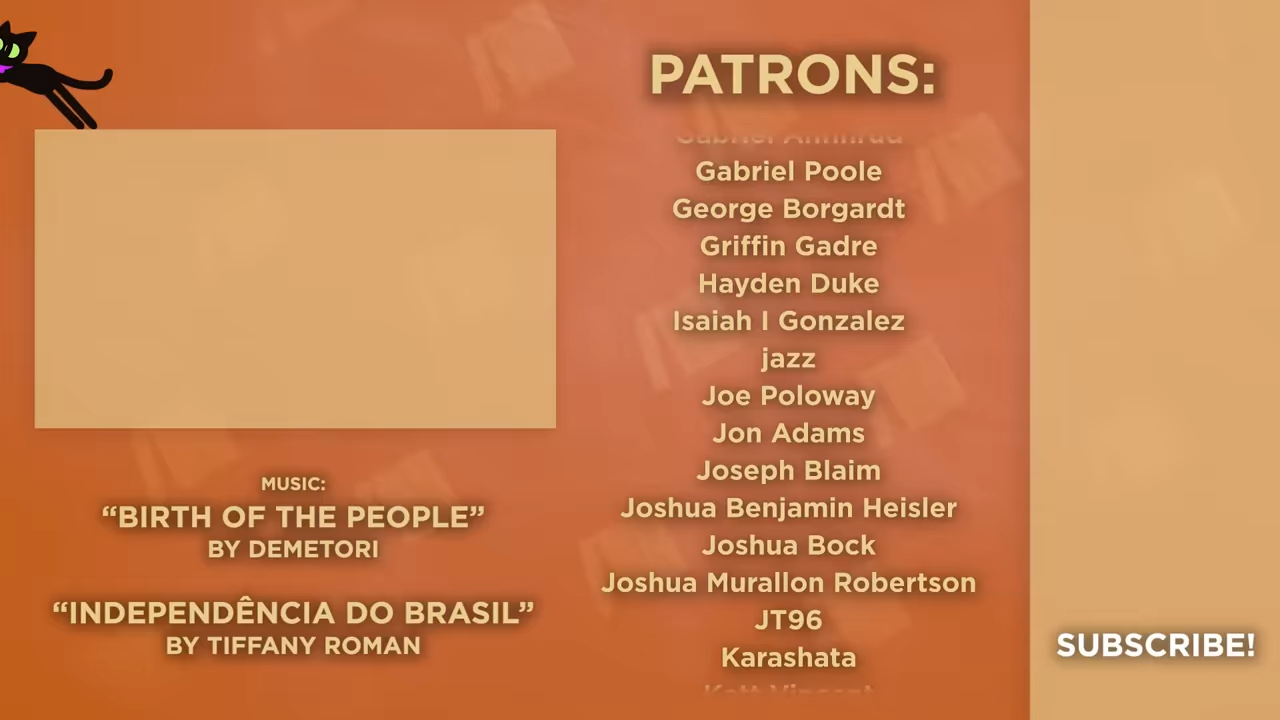 PATRONS:
Gabriel Poole
George Borgardt
Griffin Gadre
Hayden Duke
Isaiah I Gonzalez
jazz
Joe Poloway
Jon Adams
Joseph Blaim
Joshua Benjamin Heisler
Joshua Bock
Joshua Murallon Robertson
JT96
Karashata
MUSIC:
“BIRTH OF THE PEOPLE”
BY DEMETORI
“INDEPENDÊNCIA DO BRASIL”
BY TIFFANY ROMAN
SUBSCRIBE!